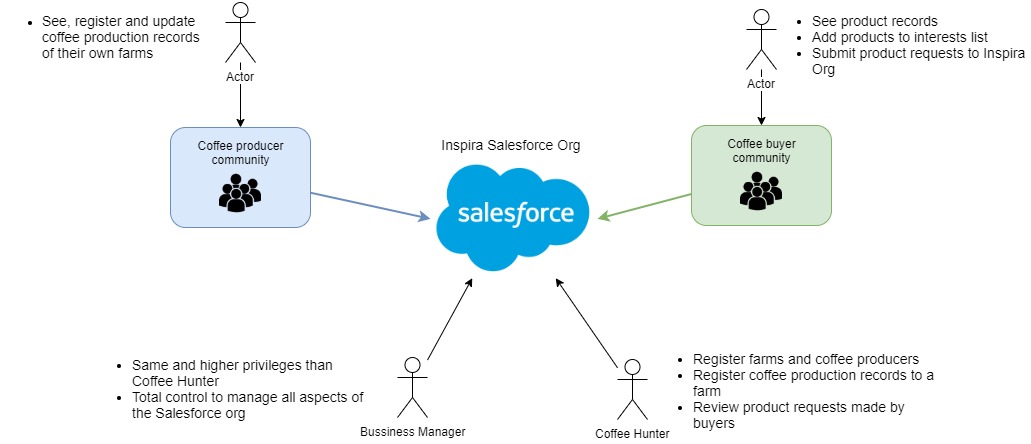 • See, register and update
coffee production records
of their own farms
Actor
• See product records
• Add products to interests list
• Submit product requests to Inspira
Org
Actor
Coffee producer
community
Inspira Salesforce Org
Coffee buyer
community
salesforce
• Same and higher privileges than
Coffee Hunter
• Total control to manage all aspects of
the Salesforce org
Bussiness Manager
• Register farms and coffee producers
• Register coffee production records to a
farm
• Review product requests made by
buyers
Coffee Hunter